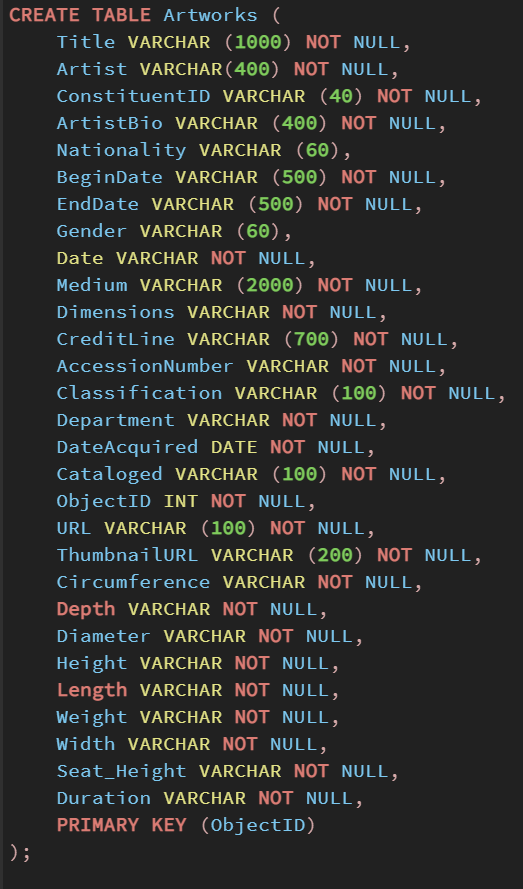 CREATE TABLE Artworks (
    Title VARCHAR (1000) NOT NULL,
    Artist VARCHAR(400) NOT NULL,
    ConstituentID VARCHAR (40) NOT NULL,
    ArtistBio VARCHAR (400) NOT NULL,
    Nationality VARCHAR (60),
    BeginDate VARCHAR (500) NOT NULL,
    EndDate VARCHAR (500) NOT NULL,
    Gender VARCHAR (60),
    Date VARCHAR NOT NULL,
    Medium VARCHAR (2000) NOT NULL,
    Dimensions VARCHAR NOT NULL,
    CreditLine VARCHAR (700) NOT NULL,
    AccessionNumber VARCHAR NOT NULL,
    Classification VARCHAR (100) NOT NULL,
    Department VARCHAR NOT NULL,
    DateAcquired DATE NOT NULL,
    Cataloged VARCHAR (100) NOT NULL,
    ObjectID INT NOT NULL,
    URL VARCHAR (100) NOT NULL,
    ThumbnailURL VARCHAR (200) NOT NULL,
    Circumference VARCHAR NOT NULL,
    Depth VARCHAR NOT NULL,
    Diameter VARCHAR NOT NULL,
    Height VARCHAR NOT NULL,
    Length VARCHAR NOT NULL,
    Weight VARCHAR NOT NULL,
    Width VARCHAR NOT NULL,
    Seat_Height VARCHAR NOT NULL,
    Duration VARCHAR NOT NULL,
    PRIMARY KEY (ObjectID)
);